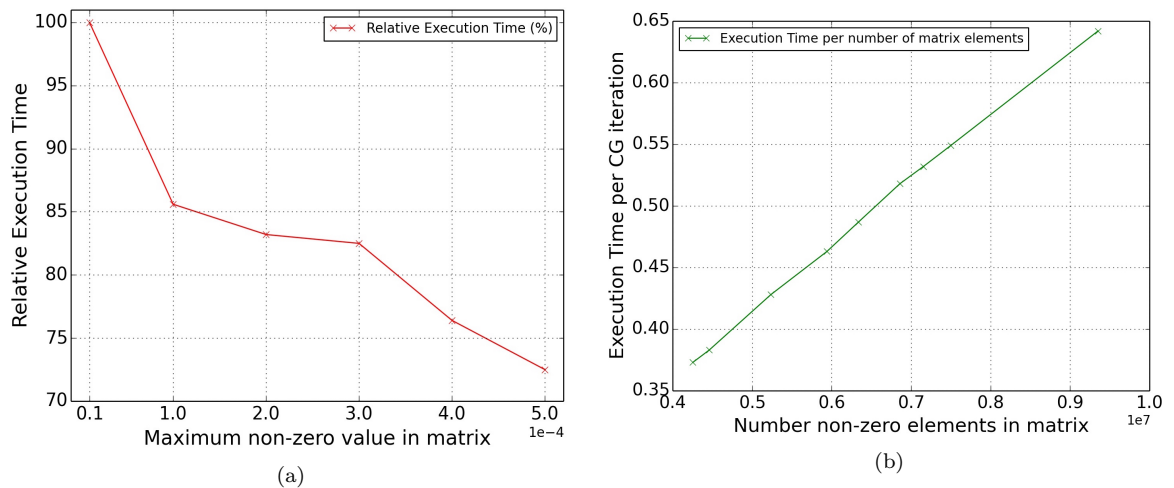 Relative Execution Time (%)
100
95
90
85
80
75
70
Relative Execution Time
0.1 1.0 2.0 3.0 4.0 5.0
1e−4
Maximum non-zero value in matrix
(a)
Execution Time per number of matrix elements
0.65
0.60
0.55
0.50
0.45
0.40
0.35
Execution Time per CG iteration
0.4 0.5 0.6 0.7 0.8 0.9 1.0
1e7
Number non-zero elements in matrix
(b)